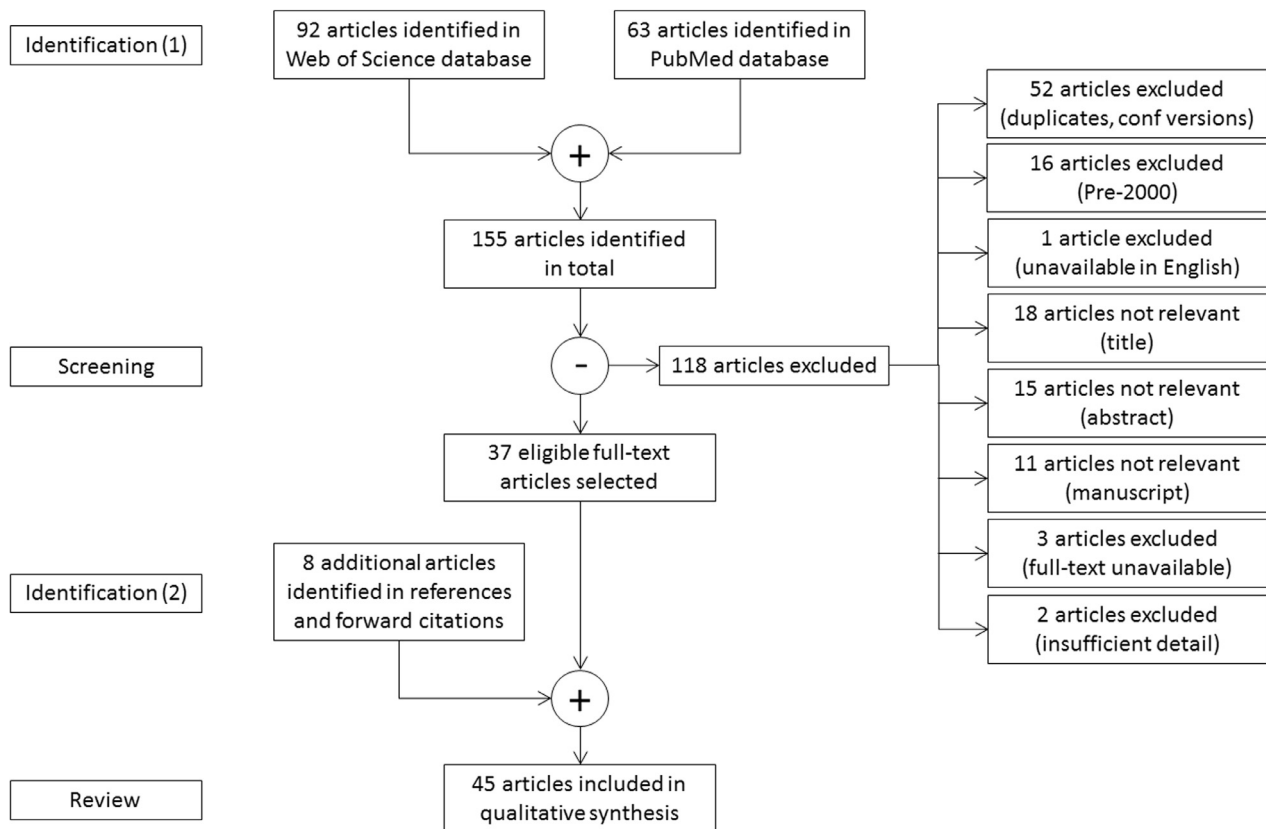 Identification (1)
92 articles identified in
Web of Science database
63 articles identified in
PubMed database
52 articles excluded
(duplicates, conf versions)
+
16 articles excluded
(Pre-2000)
155 articles identified
in total
1 article excluded
(unavailable in English)
18 articles not relevant
(title)
Screening
-
118 articles excluded
15 articles not relevant
(abstract)
37 eligible full-text
articles selected
11 articles not relevant
(manuscript)
3 articles excluded
(full-text unavailable)
Identification (2)
8 additional articles
identified in references
and forward citations
2 articles excluded
(insufficient detail)
+
Review
45 articles included in
qualitative synthesis